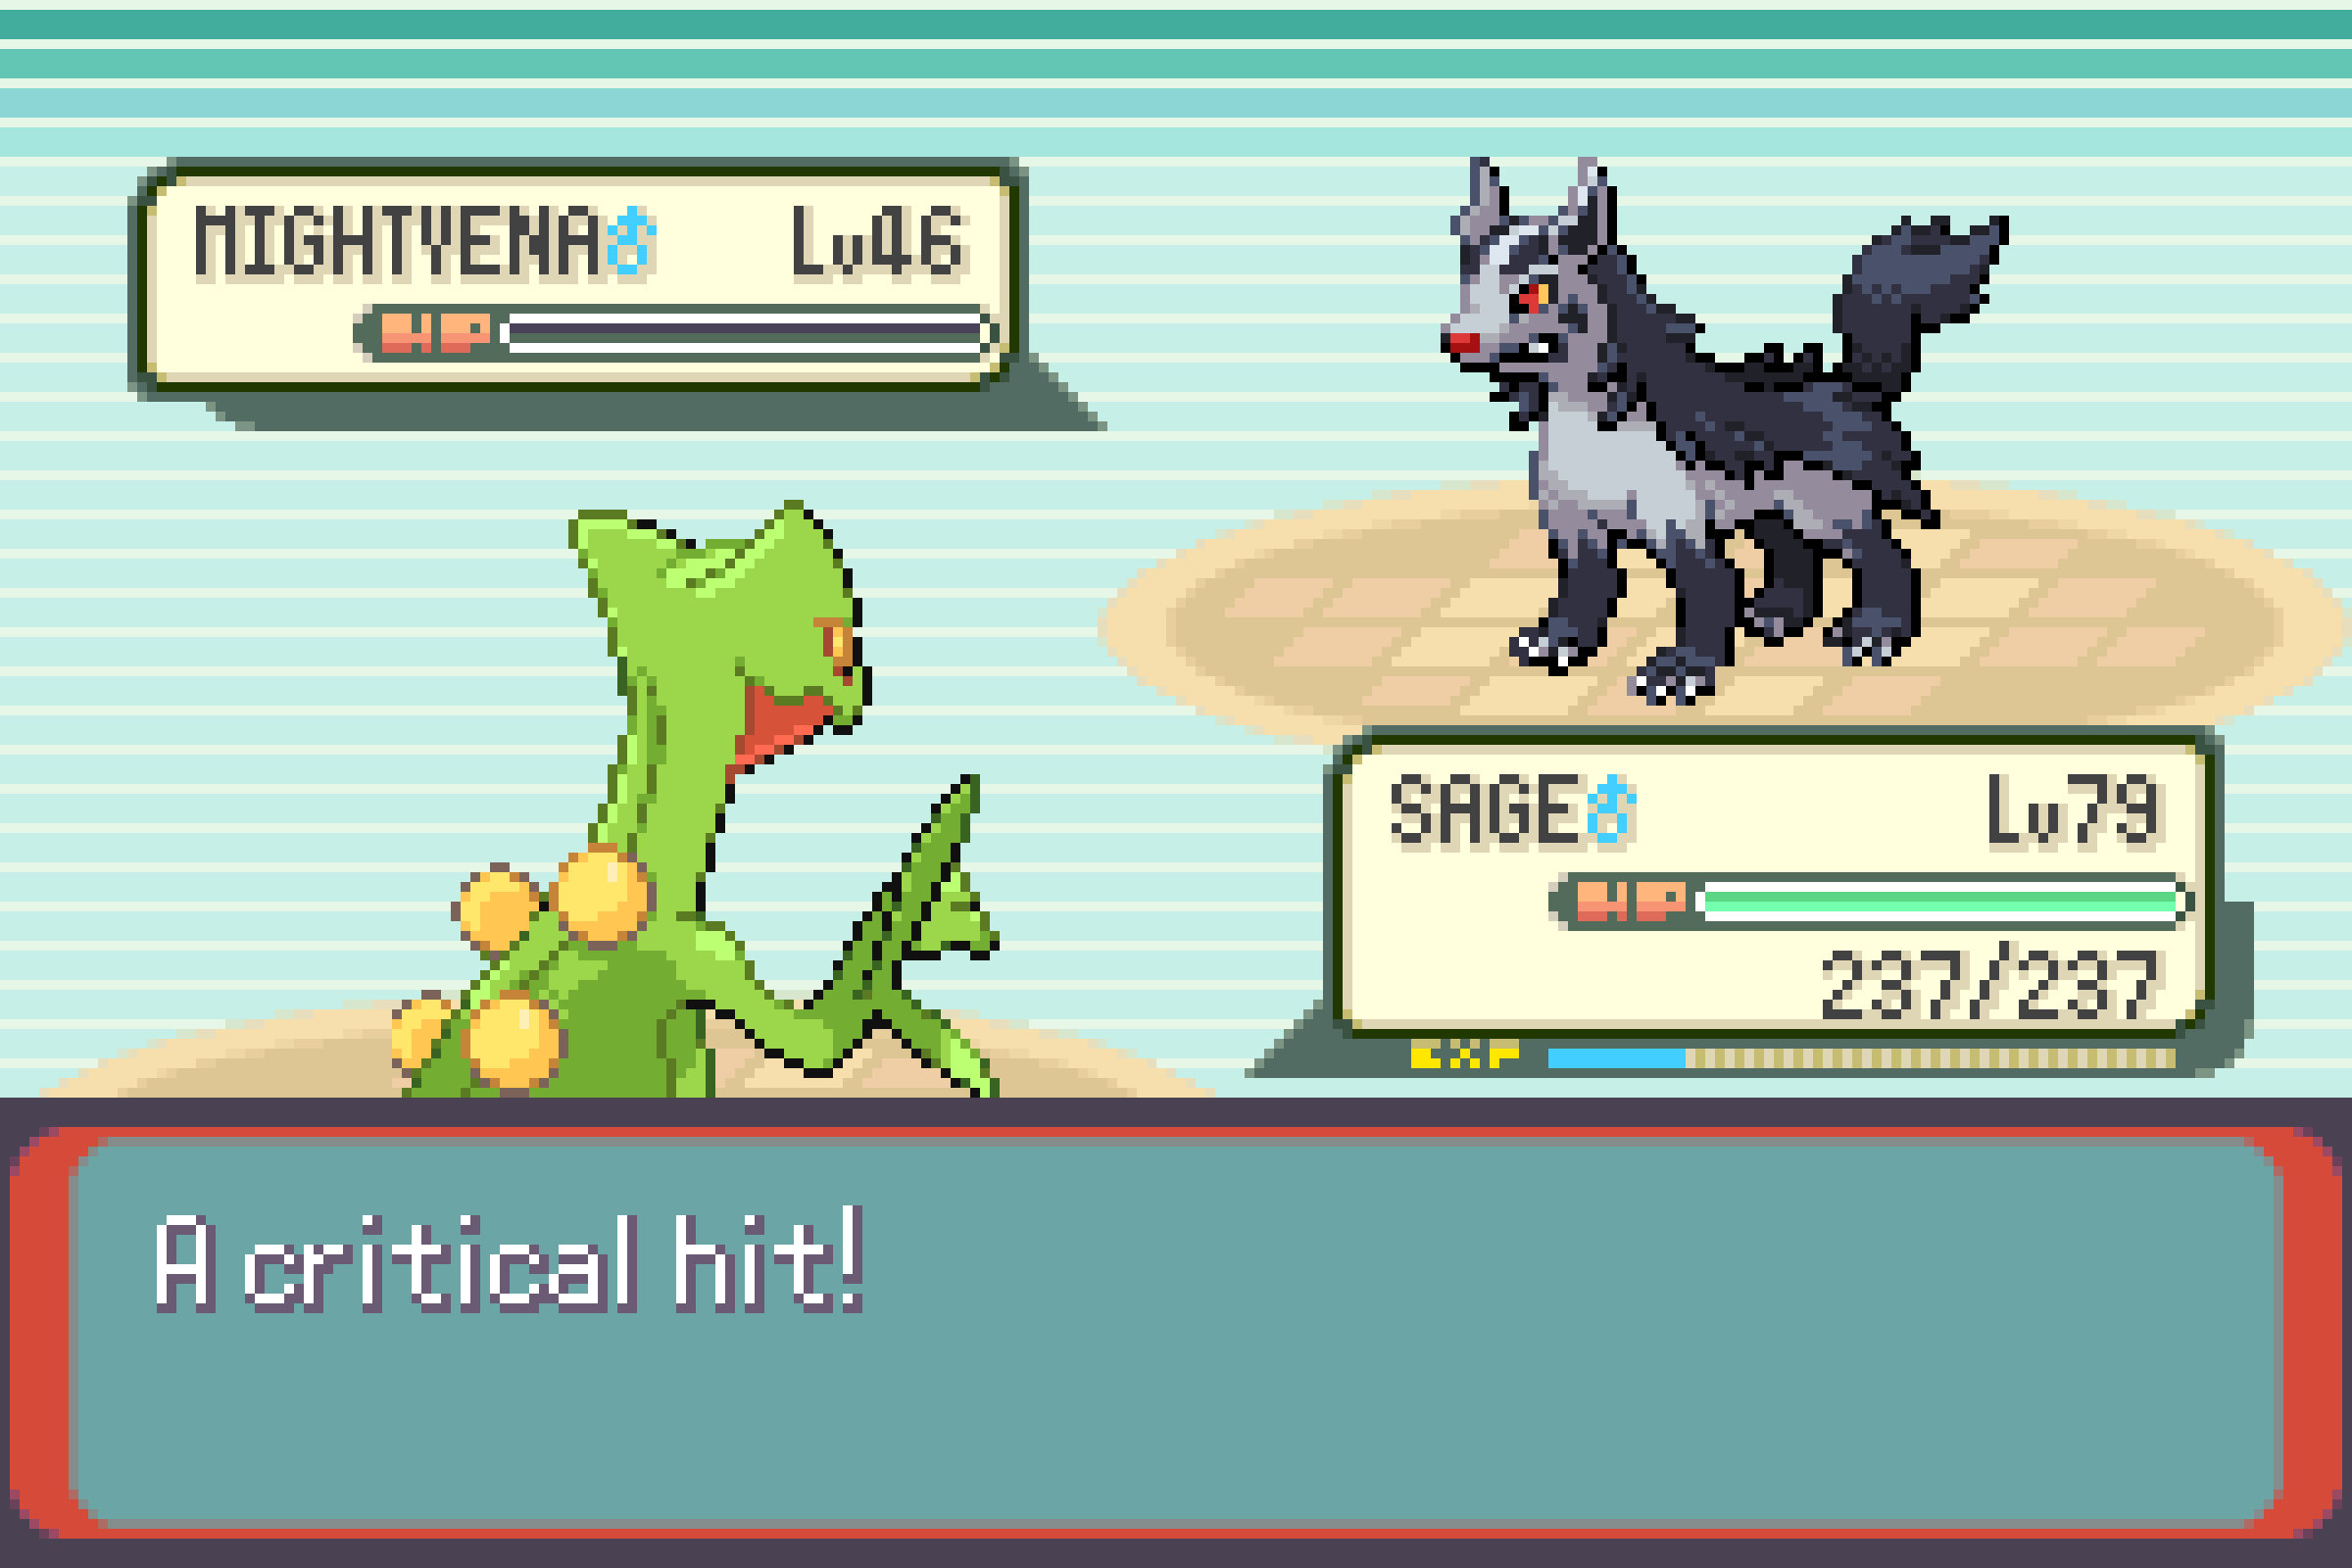 MIGHTYENA♂ Lv46
HP
SAGE♂ Lv79
HP
237/237
EXP
A critical hit!